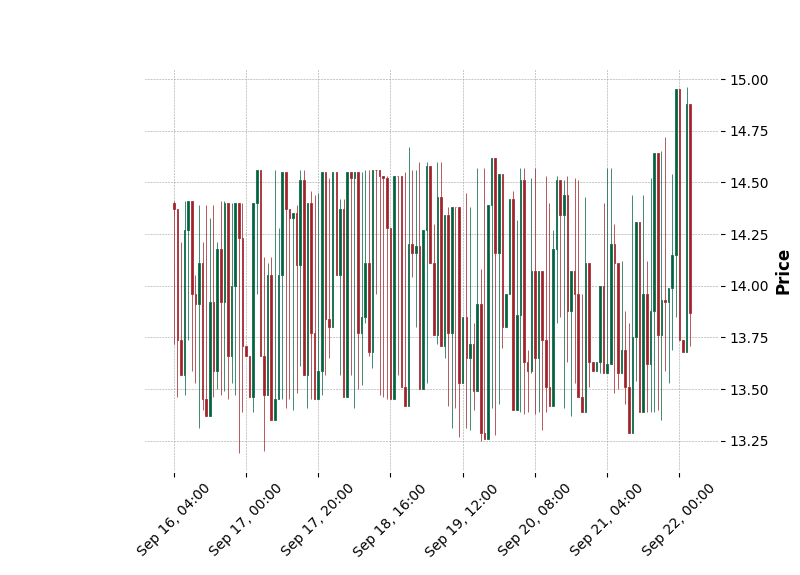 15.00
14.75
14.50
14.25
14.00
13.75
13.50
13.25
Price
Sep 16, 04:00
Sep 17, 00:00
Sep 17, 20:00
Sep 18, 16:00
Sep 19, 12:00
Sep 20, 08:00
Sep 21, 04:00
Sep 22, 00:00